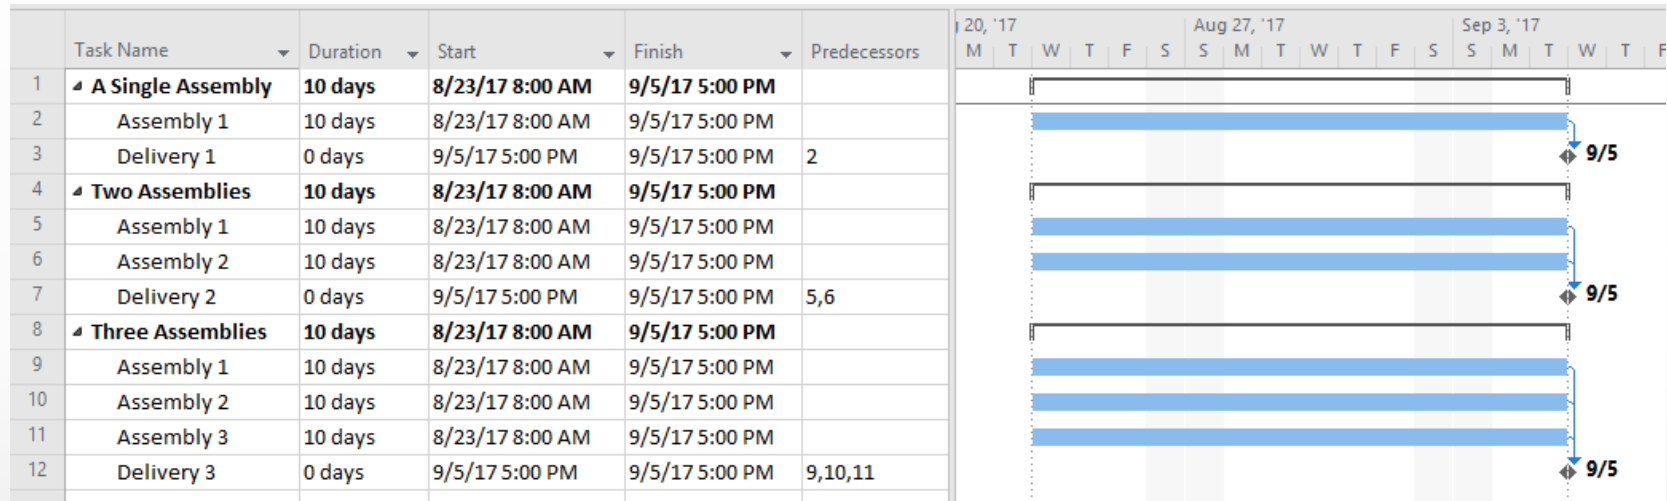 20, '17 Aug 27, '17 Sep 3, '17
Task Name Duration Start Finish Predecessors M T W T F S S M T W T F S S M T W T F
1 A Single Assembly 10 days 8/23/17 8:00 AM 9/5/17 5:00 PM
2 Assembly 1 10 days 8/23/17 8:00 AM 9/5/17 5:00 PM
3 Delivery 1 0 days 9/5/17 5:00 PM 9/5/17 5:00 PM 2 9/5
4 Two Assemblies 10 days 8/23/17 8:00 AM 9/5/17 5:00 PM
5 Assembly 1 10 days 8/23/17 8:00 AM 9/5/17 5:00 PM
6 Assembly 2 10 days 8/23/17 8:00 AM 9/5/17 5:00 PM
7 Delivery 2 0 days 9/5/17 5:00 PM 9/5/17 5:00 PM 5,6 9/5
8 Three Assemblies 10 days 8/23/17 8:00 AM 9/5/17 5:00 PM
9 Assembly 1 10 days 8/23/17 8:00 AM 9/5/17 5:00 PM
10 Assembly 2 10 days 8/23/17 8:00 AM 9/5/17 5:00 PM
11 Assembly 3 10 days 8/23/17 8:00 AM 9/5/17 5:00 PM
12 Delivery 3 0 days 9/5/17 5:00 PM 9/5/17 5:00 PM 9,10,11 9/5